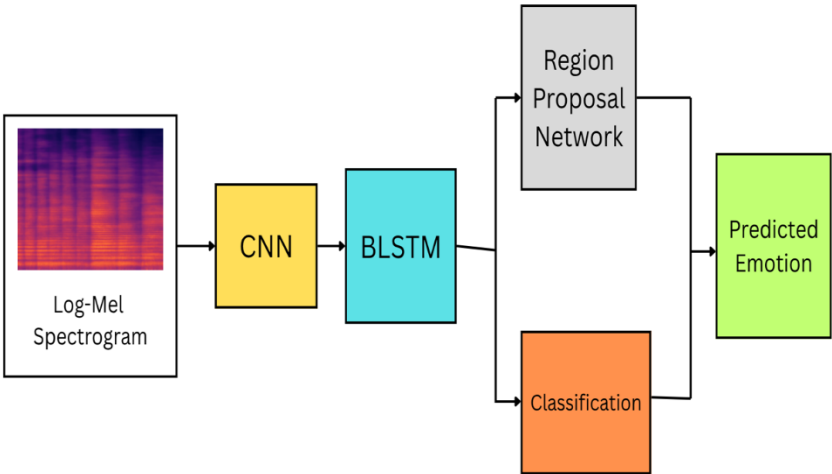 Log-Mel
Spectrogram
CNN
BLSTM
Region
Proposal
Network
Classification
Predicted
Emotion